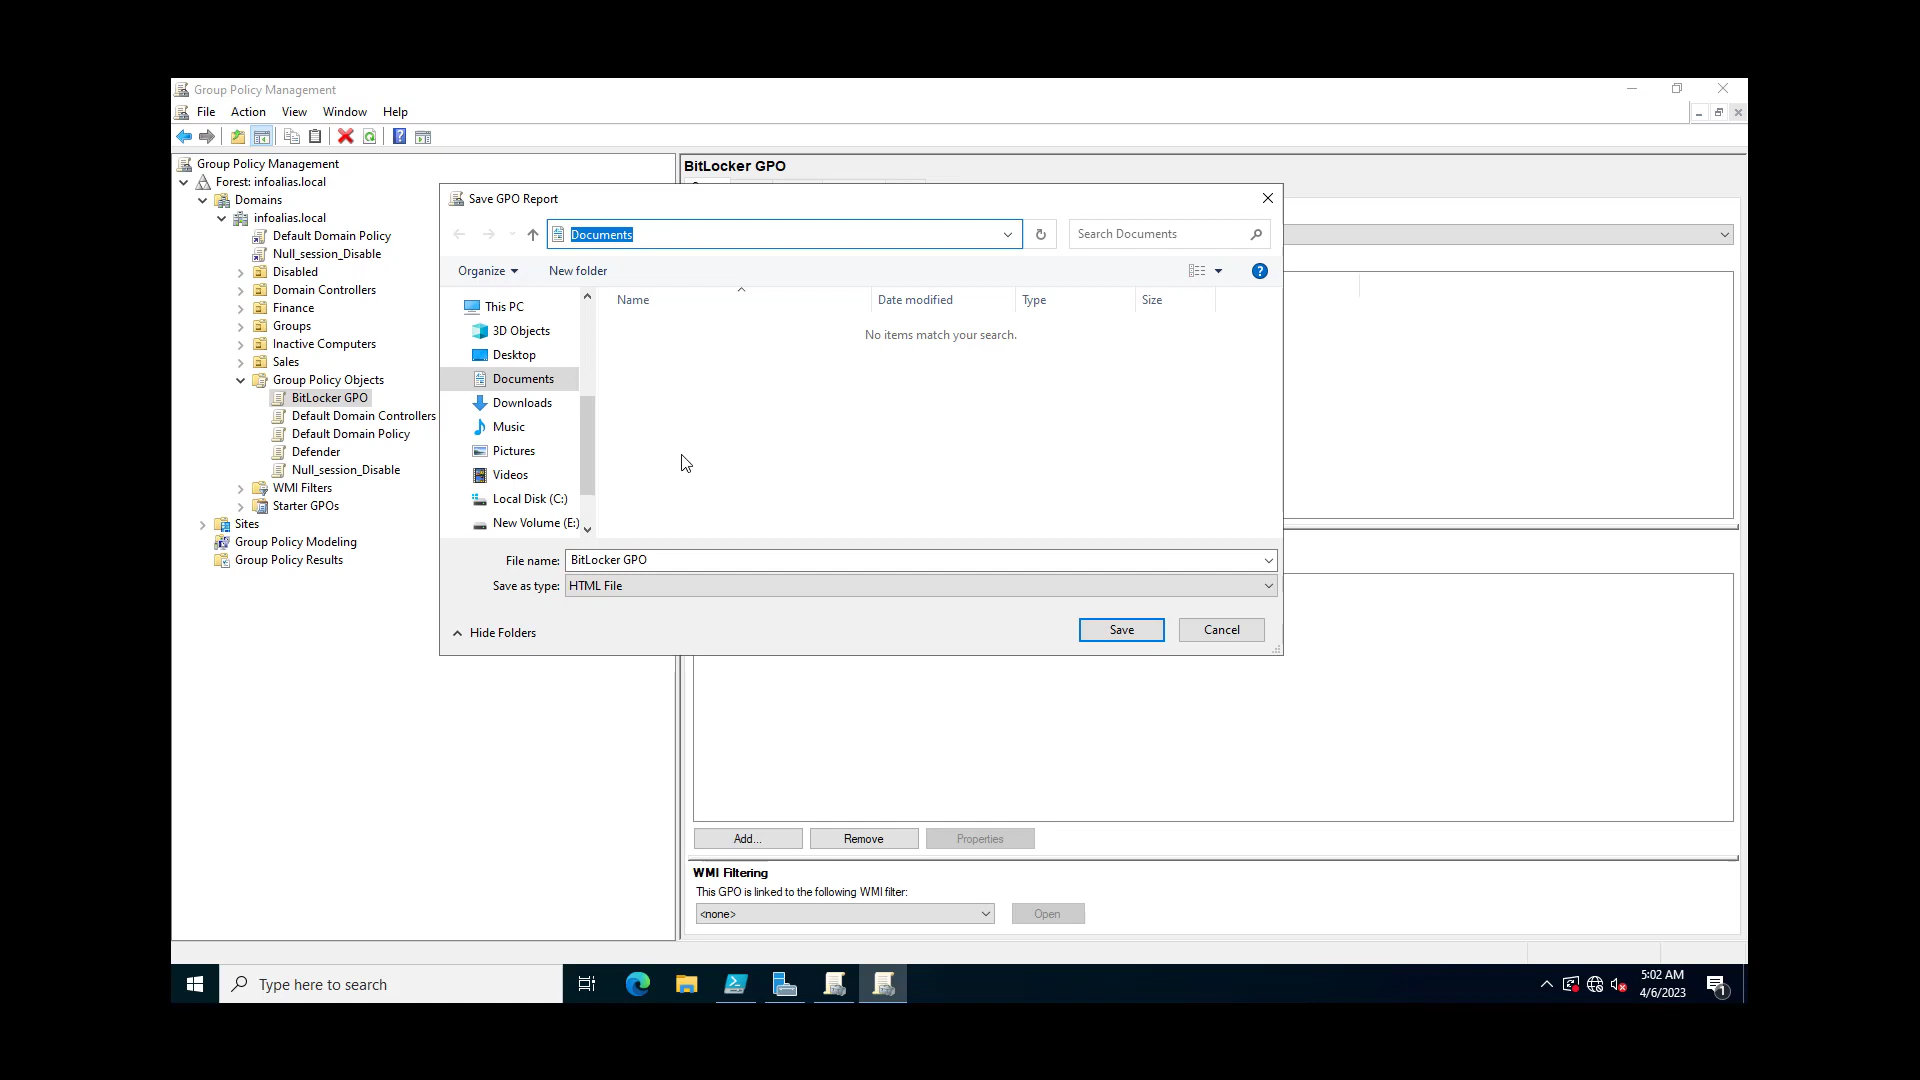 Group Policy Management
File Action View Window Help
Group Policy Management
Forest: infoalias.local
Domains
infoalias.local
Default Domain Policy
Null_session_Disable
Disabled
Domain Controllers
Finance
Groups
Inactive Computers
Sales
Group Policy Objects
BitLocker GPO
Default Domain Controllers
Default Domain Policy
Defender
Null_session_Disable
WMI Filters
Starter GPOs
Sites
Group Policy Modeling
Group Policy Results
BitLocker GPO
Save GPO Report
Documents
Search Documents
Organize
New folder
This PC
3D Objects
Desktop
Documents
Downloads
Music
Pictures
Videos
Local Disk (C:)
New Volume (E:)
Name Date modified Type Size
No items match your search.
File name: BitLocker GPO
Save as type: HTML File
Hide Folders
Save Cancel
Add... Remove Properties
WMI Filtering
This GPO is linked to the following WMI filter:
<none> Open
Type here to search
5:02 AM
4/6/2023
1